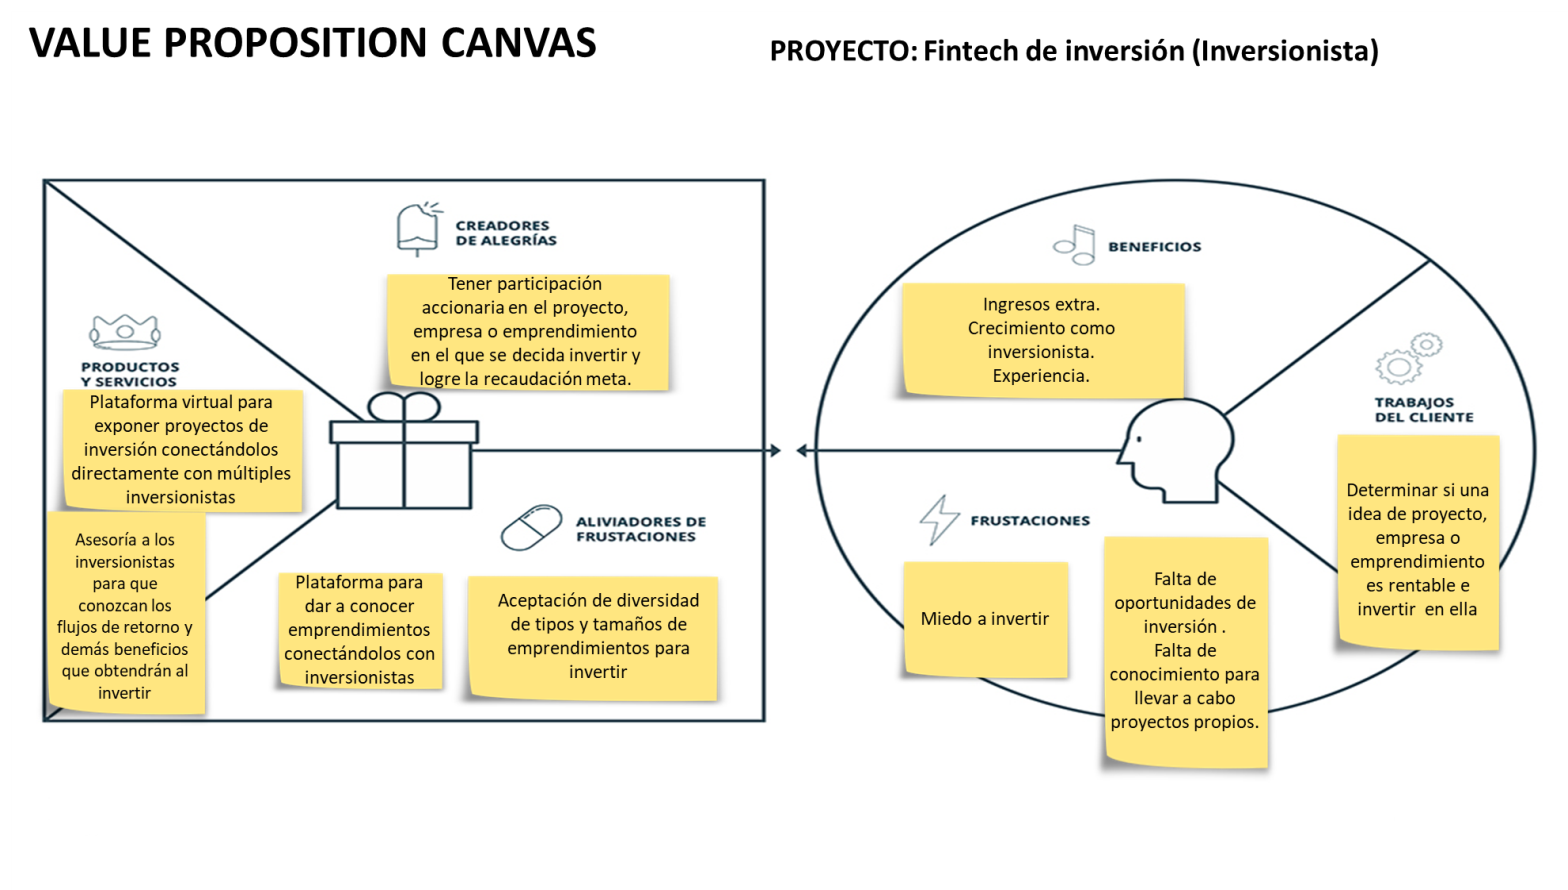 VALUE PROPOSITION CANVAS
PROYECTO: Fintech de inversión (Inversionista)
CREADORES
DE ALEGRÍAS
Tener participación
accionaria en el proyecto,
empresa o emprendimiento
en el que se decida invertir y
logre la recaudación meta.
PRODUCTOS
Y SERVICIOS
Plataforma virtual para
exponer proyectos de
inversión conectándolos
directamente con múltiples
inversionistas
Asesoría a los
inversionistas
para que
conozcan los
flujos de retorno y
demás beneficios
que obtendrán al
invertir
ALIVIADORES DE
FRUSTACIONES
Plataforma para
dar a conocer
emprendimientos
conectándolos con
inversionistas
Aceptación de diversidad
de tipos y tamaños de
emprendimientos para
invertir
BENEFICIOS
Ingresos extra.
Crecimiento como
inversionista.
Experiencia.
TRABAJOS
DEL CLIENTE
Determinar si una
idea de proyecto,
empresa o
emprendimiento
es rentable e
invertir en ella
FRUSTACIONES
Miedo a invertir
Falta de
oportunidades de
inversión .
Falta de
conocimiento para
llevar a cabo
proyectos propios.